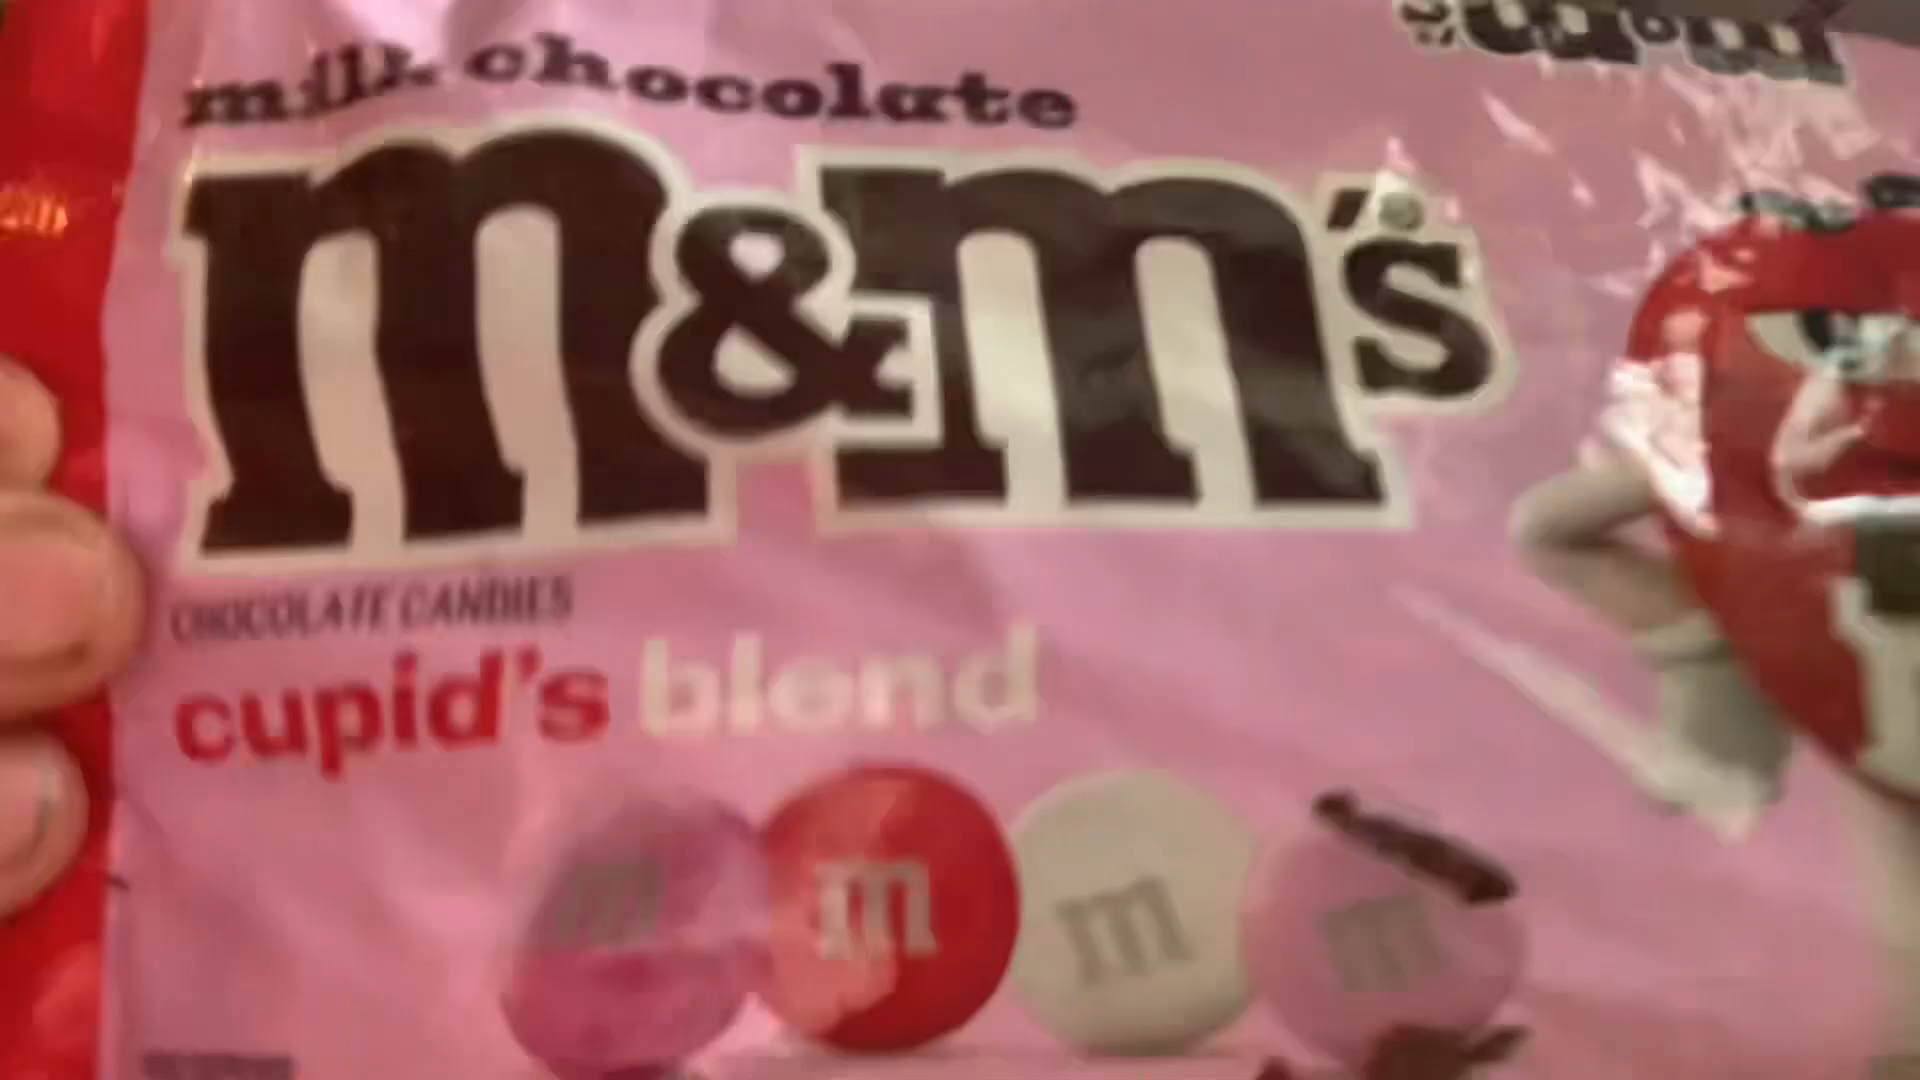 milk chocolate
m&m's
m&m's
CHOCOLATE CANDIES
cupid's blend
m m m m